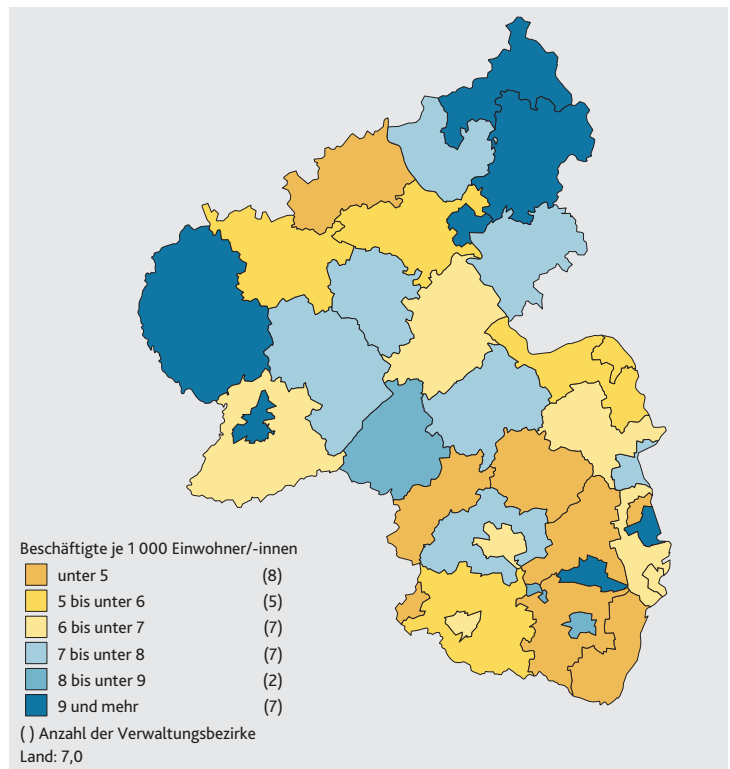 Beschäftigte je 1 000 Einwohner/-innen
unter 5 (8)
5 bis unter 6 (5)
6 bis unter 7 (7)
7 bis unter 8 (7)
8 bis unter 9 (2)
9 und mehr (7)
( ) Anzahl der Verwaltungsbezirke
Land: 7,0